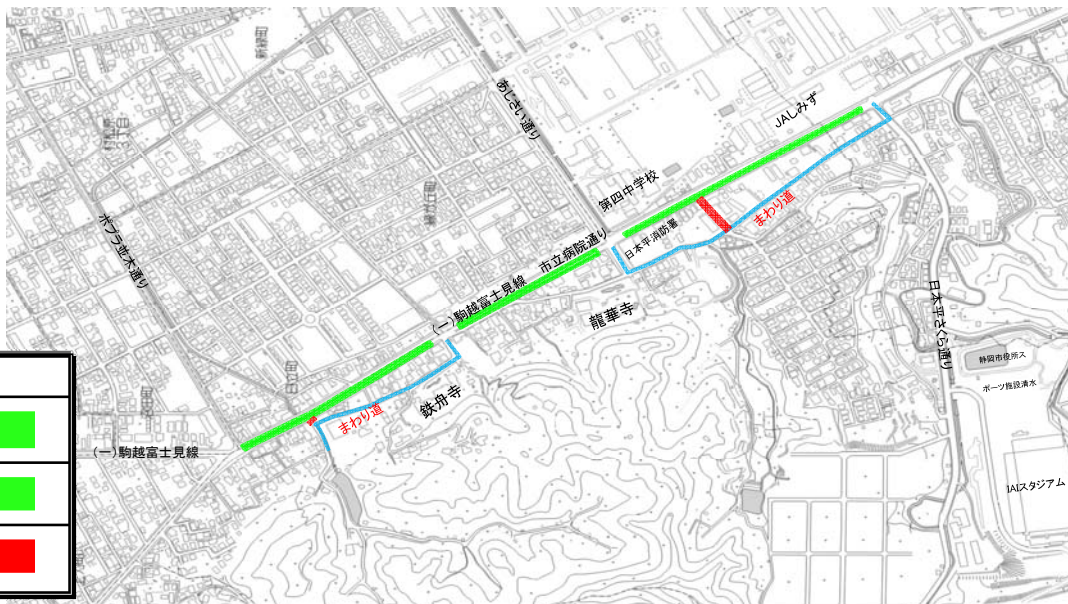 あじさい通り
JAしみず
第四中学校
まわり道
日本平消防署
ポプラ並木通り
市立病院通り
(一)駒越富士見線
龍華寺
日本平さくら通り
静岡市役所ス
ポーツ施設清水
鉄舟寺
まわり道
(一)駒越富士見線
IAIスタジアム